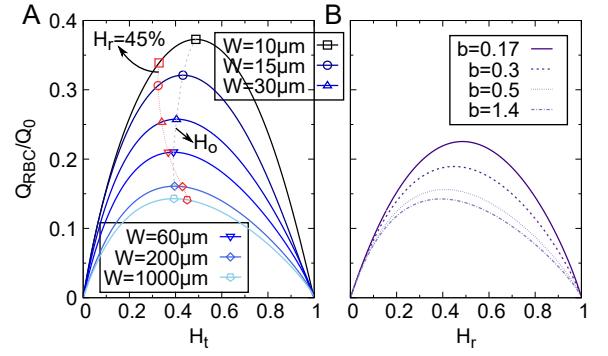 A
B
H_r=45%
W=10μm
W=15μm
W=30μm
H_o
W=60μm
W=200μm
W=1000μm
Q_RBC/Q_0
0.4
0.3
0.2
0.1
0
0 0.2 0.4 0.6 0.8 1
H_t
b=0.17
b=0.3
b=0.5
b=1.4
0 0.2 0.4 0.6 0.8 1
H_r